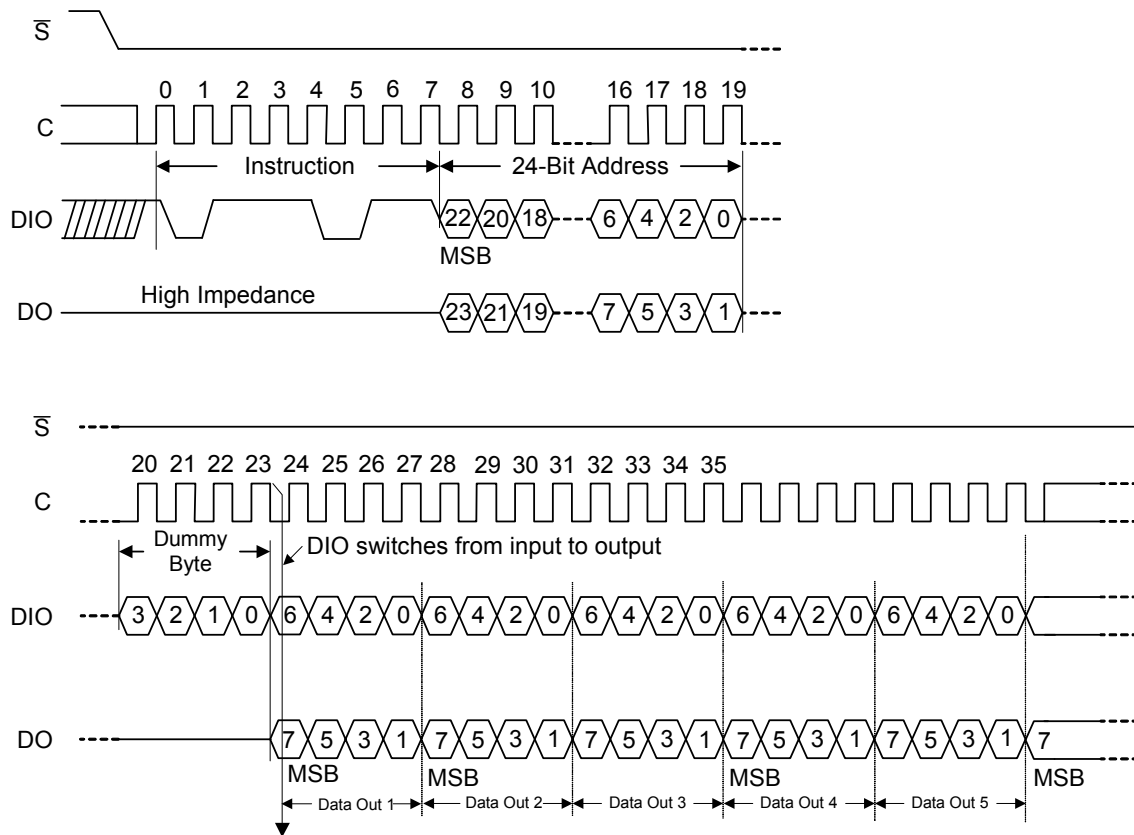 S
0 1 2 3 4 5 6 7 8 9 10 16 17 18 19
C
Instruction 24-Bit Address
DIO 22 20 18 6 4 2 0
MSB
High Impedance
DO 23 21 19 7 5 3 1
S
20 21 22 23 24 25 26 27 28 29 30 31 32 33 34 35
C
Dummy
Byte
DIO switches from input to output
DIO 3 2 1 0 6 4 2 0 6 4 2 0 6 4 2 0 6 4 2 0 6 4 2 0
DO 7 5 3 1 7 5 3 1 7 5 3 1 7 5 3 1 7 5 3 1 7
MSB MSB MSB MSB
Data Out 1 Data Out 2 Data Out 3 Data Out 4 Data Out 5